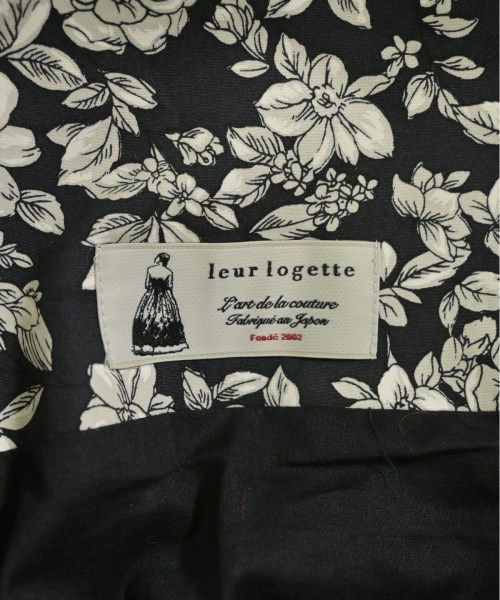 leur logette
L'art de la couture
Fabriqué au Japon
Fondé 2002